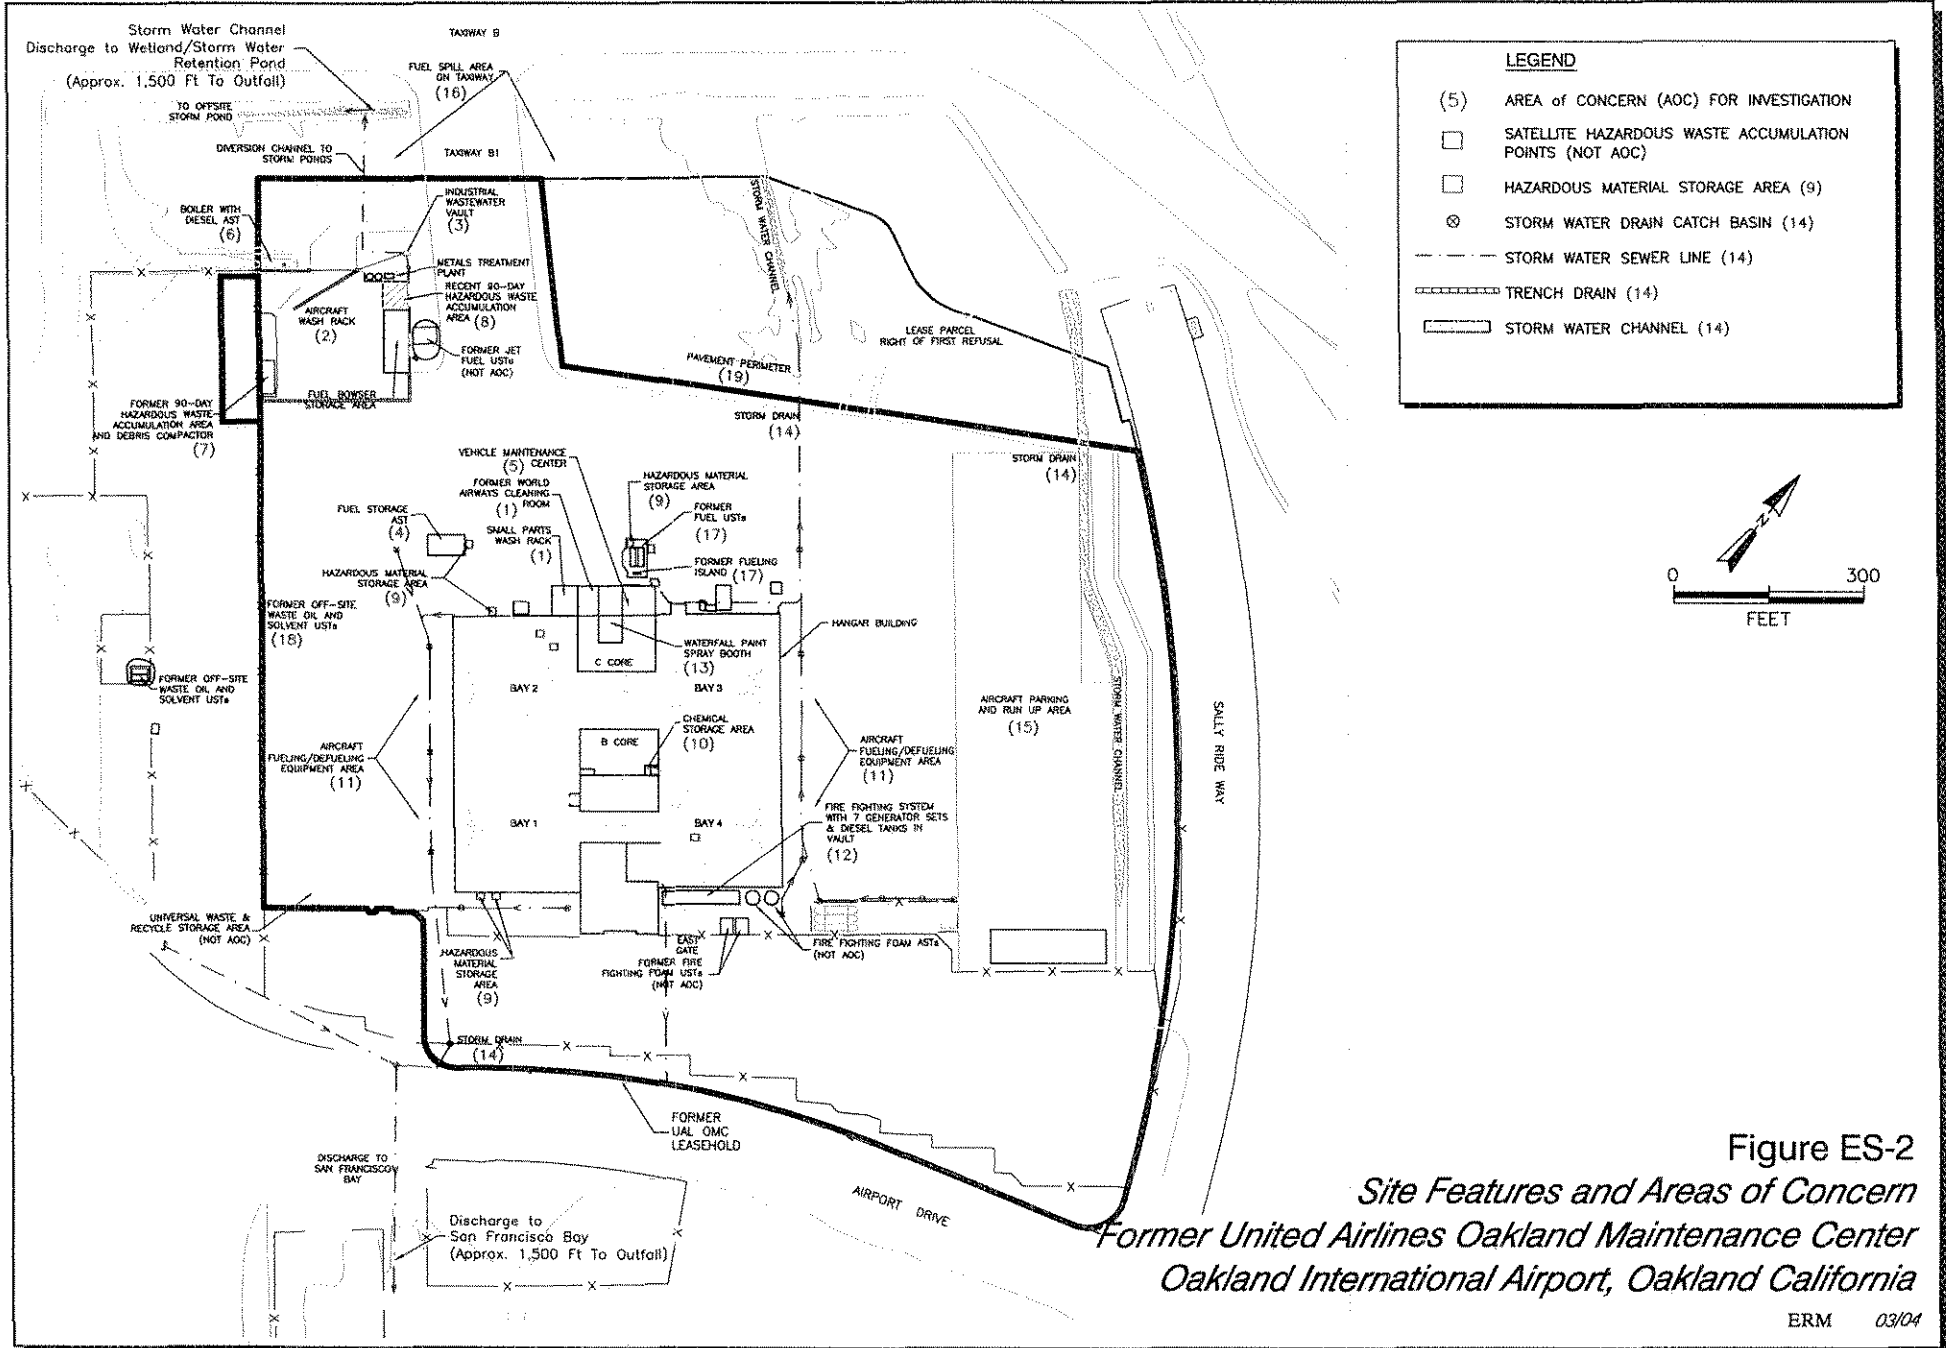 Storm Water Channel
Discharge to Wetland/Storm Water
Retention Pond
(Approx. 1,500 Ft To Outfall)
TAXIWAY B
FUEL SPILL AREA
ON TAXIWAY
(16)
TO OFFSITE
STORM POND
DIVERSION CHANNEL TO
STORM PONDS
TAXIWAY B1
INDUSTRIAL
WASTEWATER
VAULT
(3)
BOILER WITH
DIESEL AST
(6)
METALS TREATMENT
PLANT
RECENT 90-DAY
HAZARDOUS WASTE
ACCUMULATION
AREA (8)
AIRCRAFT
WASH RACK
(2)
FORMER JET
FUEL USTs
(NOT AOC)
FUEL BOWSER
STORAGE AREA
FORMER 90-DAY
HAZARDOUS WASTE
ACCUMULATION AREA
AND DEBRIS COMPACTOR
(7)
STORM WATER CHANNEL
LEASE PARCEL
RIGHT OF FIRST REFUSAL
PAVEMENT PERIMETER
(19)
STORM DRAIN
(14)
STORM DRAIN
(14)
VEHICLE MAINTENANCE
(5) CENTER
FORMER WORLD
AIRWAYS CLEANING
(1) ROOM
SMALL PARTS
WASH RACK
(1)
HAZARDOUS MATERIAL
STORAGE AREA
(9)
FORMER
FUEL USTs
(17)
FORMER FUELING
ISLAND (17)
FUEL STORAGE
AST
(4)
HAZARDOUS MATERIAL
STORAGE AREA
(9)
FORMER OFF-SITE
WASTE OIL AND
SOLVENT USTs
(18)
FORMER OFF-SITE
WASTE OIL AND
SOLVENT USTs
HANGAR BUILDING
WATERFALL PAINT
SPRAY BOOTH
(13)
C CORE
BAY 2
BAY 3
CHEMICAL
STORAGE AREA
(10)
B CORE
BAY 1
BAY 4
AIRCRAFT
FUELING/DEFUELING
EQUIPMENT AREA
(11)
AIRCRAFT
FUELING/DEFUELING
EQUIPMENT AREA
(11)
AIRCRAFT PARKING
AND RUN UP AREA
(15)
STORM WATER CHANNEL
SALLY RIDE WAY
FIRE FIGHTING SYSTEM
WITH 7 GENERATOR SETS
& DIESEL TANKS IN
VAULT
(12)
UNIVERSAL WASTE &
RECYCLE STORAGE AREA
(NOT AOC)
HAZARDOUS
MATERIAL
STORAGE
AREA
(9)
EAST
GATE
FORMER FIRE
FIGHTING FOAM USTs
(NOT AOC)
FIRE FIGHTING FOAM ASTs
(NOT AOC)
STORM DRAIN
(14)
FORMER
UAL OMC
LEASEHOLD
DISCHARGE TO
SAN FRANCISCO
BAY
Discharge to
San Francisco Bay
(Approx. 1,500 Ft To Outfall)
AIRPORT DRIVE
LEGEND
(5) AREA of CONCERN (AOC) FOR INVESTIGATION
SATELLITE HAZARDOUS WASTE ACCUMULATION
POINTS (NOT AOC)
HAZARDOUS MATERIAL STORAGE AREA (9)
STORM WATER DRAIN CATCH BASIN (14)
STORM WATER SEWER LINE (14)
TRENCH DRAIN (14)
STORM WATER CHANNEL (14)
N
0 300
FEET
Figure ES-2
Site Features and Areas of Concern
Former United Airlines Oakland Maintenance Center
Oakland International Airport, Oakland California
ERM 03/04